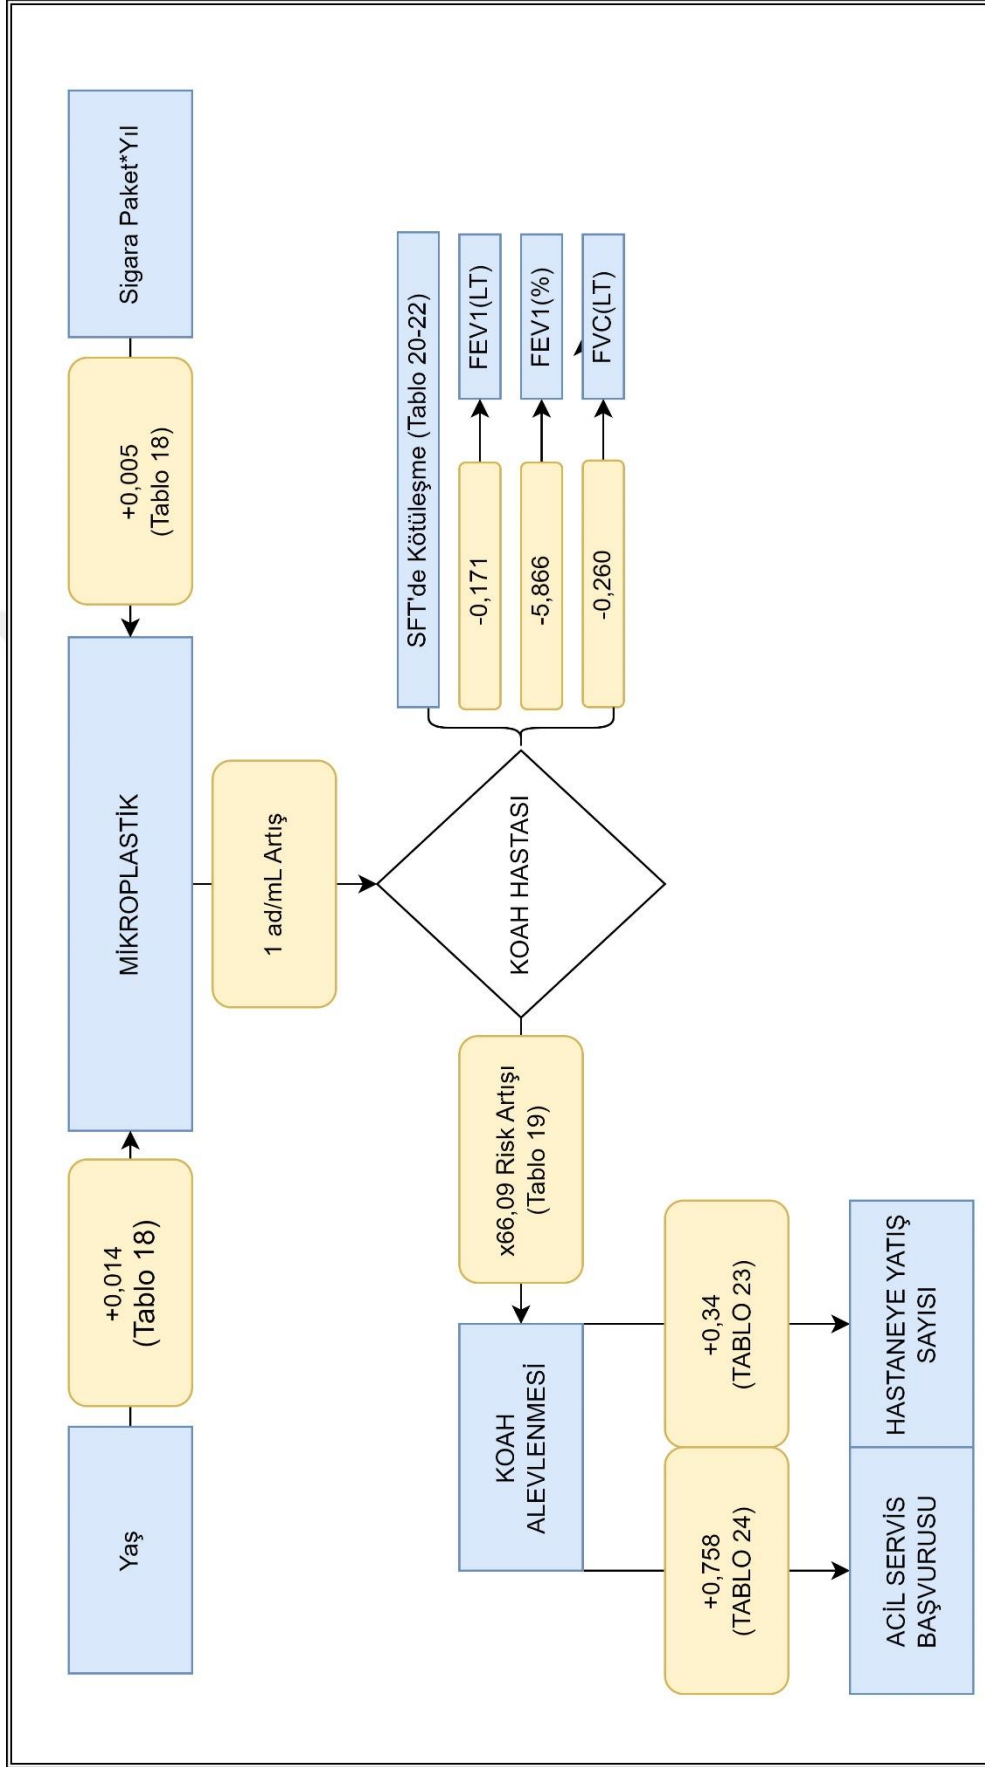 Yaş
+0,014
(Tablo 18)
MİKROPLASTİK
+0,005
(Tablo 18)
Sigara Paket*Yıl
1 ad/mL Artış
KOAH HASTASI
SFT'de Kötüleşme (Tablo 20-22)
-0,171
FEV1(LT)
-5,866
FEV1(%)
-0,260
FVC(LT)
x66,09 Risk Artışı
(Tablo 19)
KOAH
ALEVLENMESİ
+0,758
(TABLO 24)
+0,34
(TABLO 23)
ACİL SERVİS
BAŞVURUSU
HASTANEYE YATIŞ
SAYISI